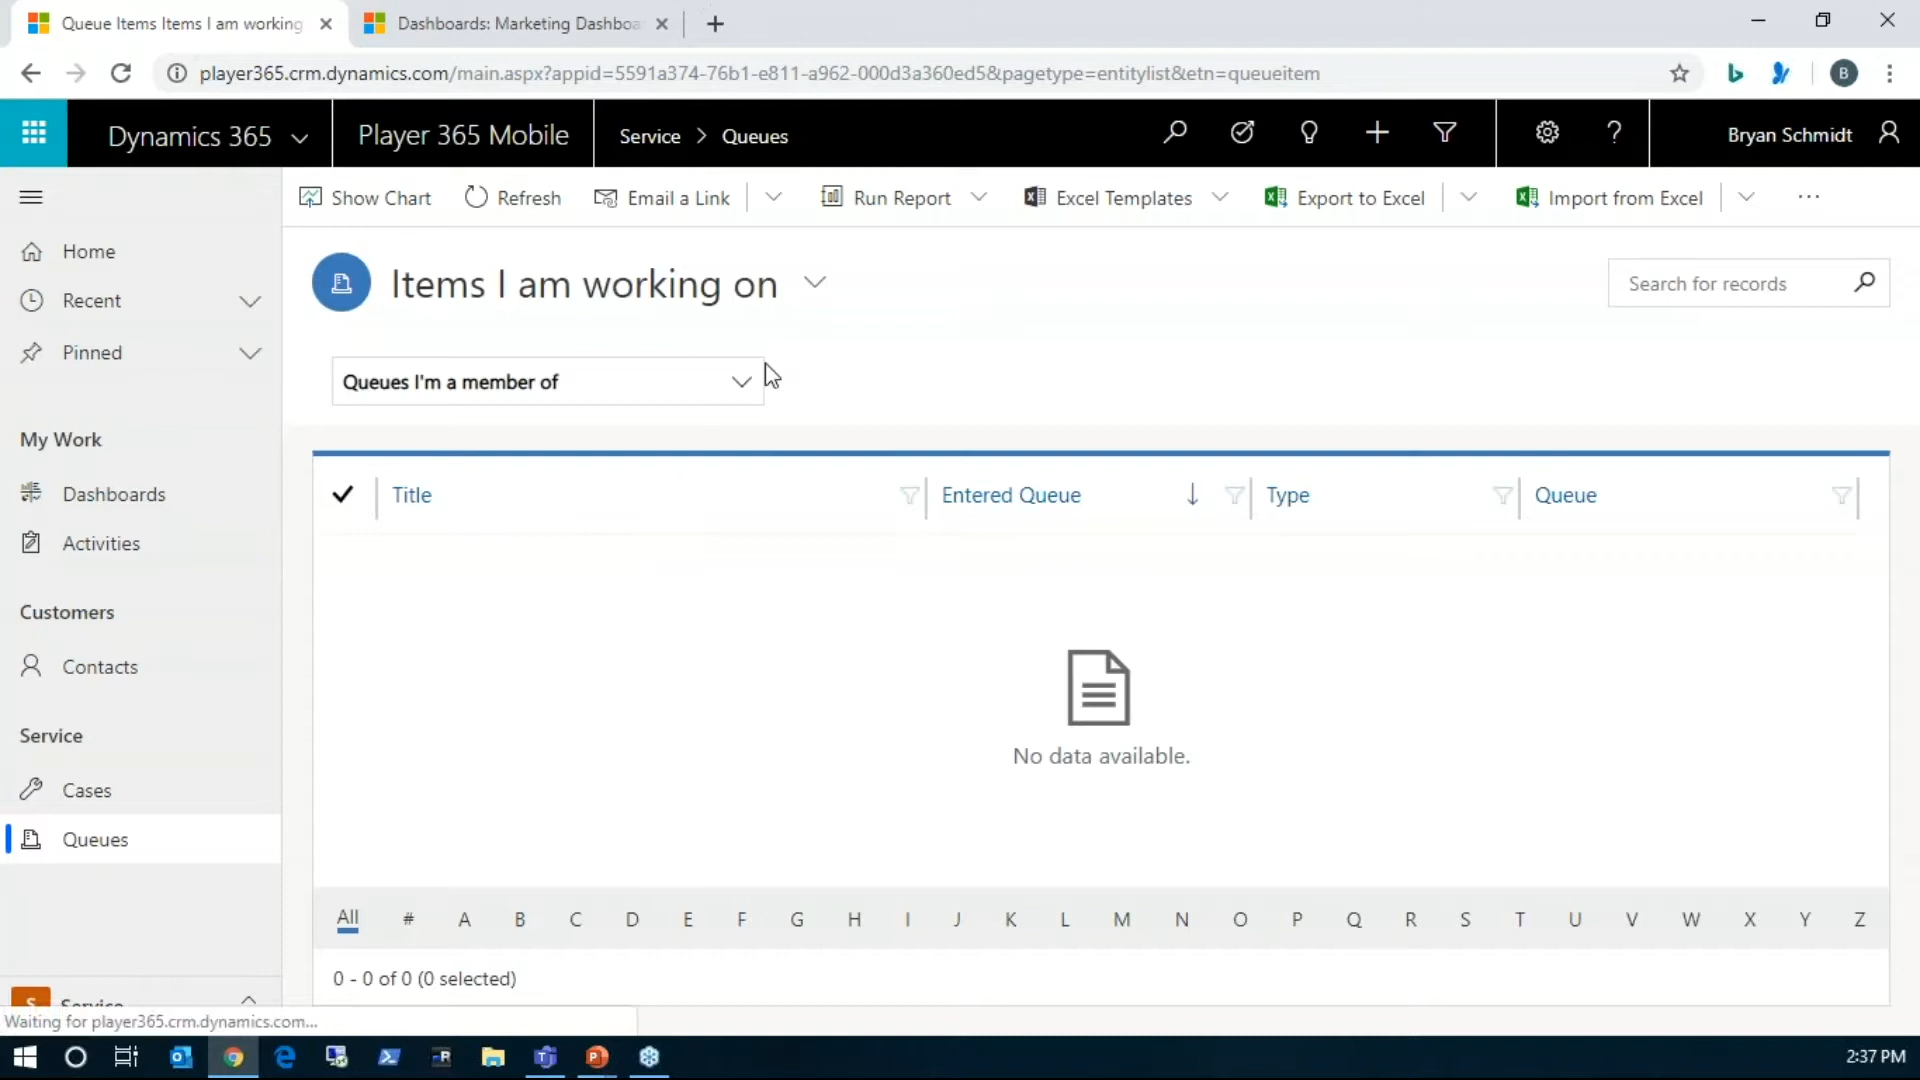 Queue Items Items I am working
Dashboards: Marketing Dashboa
player365.crm.dynamics.com/main.aspx?appid=5591a374-76b1-e811-a962-000d3a360ed5&pagetype=entitylist&etn=queueitem
B
Dynamics 365
Player 365 Mobile
Service > Queues
Bryan Schmidt
Show Chart
Refresh
Email a Link
Run Report
Excel Templates
Export to Excel
Import from Excel
Home
Recent
Pinned
My Work
Dashboards
Activities
Customers
Contacts
Service
Cases
Queues
S Service
Waiting for player365.crm.dynamics.com...
Items I am working on
Search for records
Queues I'm a member of
Title
Entered Queue
Type
Queue
No data available.
All # A B C D E F G H I J K L M N O P Q R S T U V W X Y Z
0 - 0 of 0 (0 selected)
2:37 PM